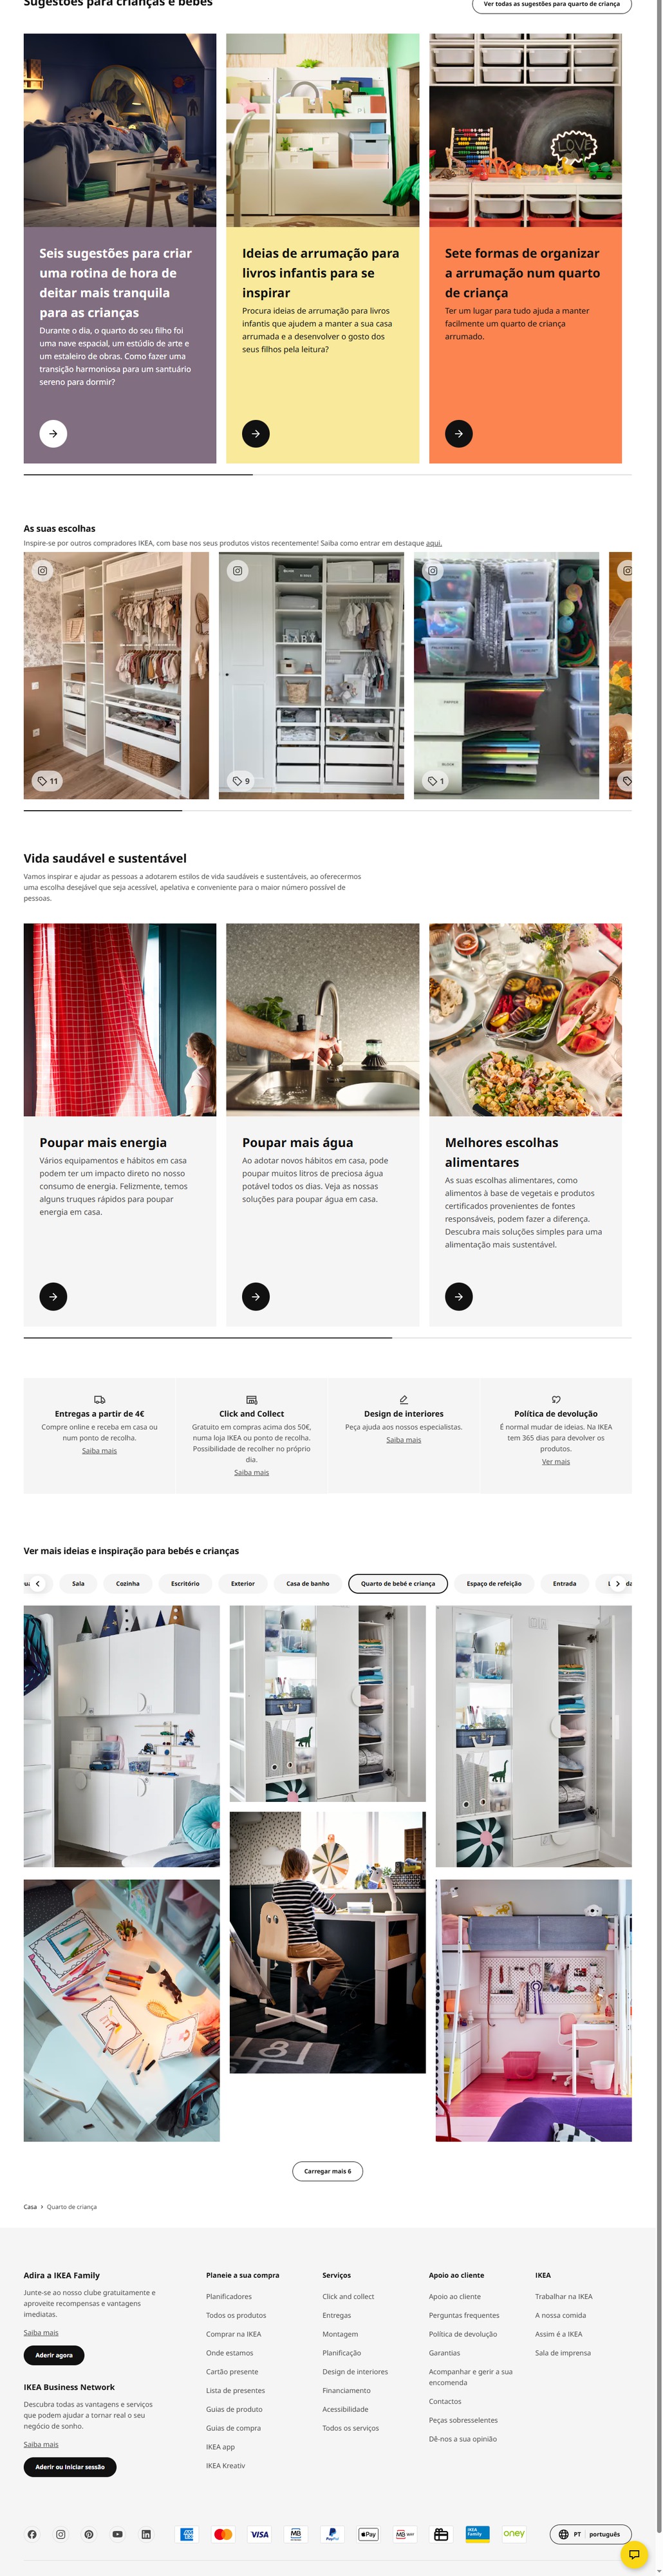 Sugestões para crianças e bebés
Ver todas as sugestões para quarto de criança
Seis sugestões para criar
uma rotina de hora de
deitar mais tranquila
para as crianças
Durante o dia, o quarto do seu filho foi
uma nave espacial, um estúdio de arte e
um estaleiro de obras. Como fazer uma
transição harmoniosa para um santuário
sereno para dormir?
Ideias de arrumação para
livros infantis para se
inspirar
Procura ideias de arrumação para livros
infantis que ajudem a manter a sua casa
arrumada e a desenvolver o gosto dos
seus filhos pela leitura?
LOVE
Sete formas de organizar
a arrumação num quarto
de criança
Ter um lugar para tudo ajuda a manter
facilmente um quarto de criança
arrumado.
As suas escolhas
Inspire-se por outros compradores IKEA, com base nos seus produtos vistos recentemente! Saiba como entrar em destaque aqui.
11
BABY
9
1
Vida saudável e sustentável
Vamos inspirar e ajudar as pessoas a adotarem estilos de vida saudáveis e sustentáveis, ao oferecermos
uma escolha desejável que seja acessível, apelativa e conveniente para o maior número possível de
pessoas.
Poupar mais energia
Vários equipamentos e hábitos em casa
podem ter um impacto direto no nosso
consumo de energia. Felizmente, temos
alguns truques rápidos para poupar
energia em casa.
Poupar mais água
Ao adotar novos hábitos em casa, pode
poupar muitos litros de preciosa água
potável todos os dias. Veja as nossas
soluções para poupar água em casa.
Melhores escolhas
alimentares
As suas escolhas alimentares, como
alimentos à base de vegetais e produtos
certificados provenientes de fontes
responsáveis, podem fazer a diferença.
Descubra mais soluções simples para uma
alimentação mais sustentável.
Entregas a partir de 4€
Compre online e receba em casa ou
num ponto de recolha.
Saiba mais
Click and Collect
Gratuito em compras acima dos 50€,
numa loja IKEA ou ponto de recolha.
Possibilidade de recolher no próprio
dia.
Saiba mais
Design de interiores
Peça ajuda aos nossos especialistas.
Saiba mais
Política de devolução
É normal mudar de ideias. Na IKEA
tem 365 dias para devolver os
produtos.
Ver mais
Ver mais ideias e inspiração para bebés e crianças
Sala
Cozinha
Escritório
Exterior
Casa de banho
Quarto de bebé e criança
Espaço de refeição
Entrada
Carregar mais 6
Casa
Quarto de criança
Adira a IKEA Family
Junte-se ao nosso clube gratuitamente e
aproveite recompensas e vantagens
imediatas.
Saiba mais
Aderir agora
IKEA Business Network
Descubra todas as vantagens e serviços
que podem ajudar a tornar real o seu
negócio de sonho.
Saiba mais
Aderir ou Iniciar sessão
Planeie a sua compra
Planificadores
Todos os produtos
Comprar na IKEA
Onde estamos
Cartão presente
Lista de presentes
Guias de produto
Guias de compra
IKEA app
IKEA Kreativ
Serviços
Click and collect
Entregas
Montagem
Planificação
Design de interiores
Financiamento
Acessibilidade
Todos os serviços
Apoio ao cliente
Apoio ao cliente
Perguntas frequentes
Política de devolução
Garantias
Acompanhar e gerir a sua
encomenda
Contactos
Peças sobresselentes
Dê-nos a sua opinião
IKEA
Trabalhar na IKEA
A nossa comida
Assim é a IKEA
Sala de imprensa
VISA
MB
PayPal
Pay
MB WAY
IKEA Family
oney
PT
português